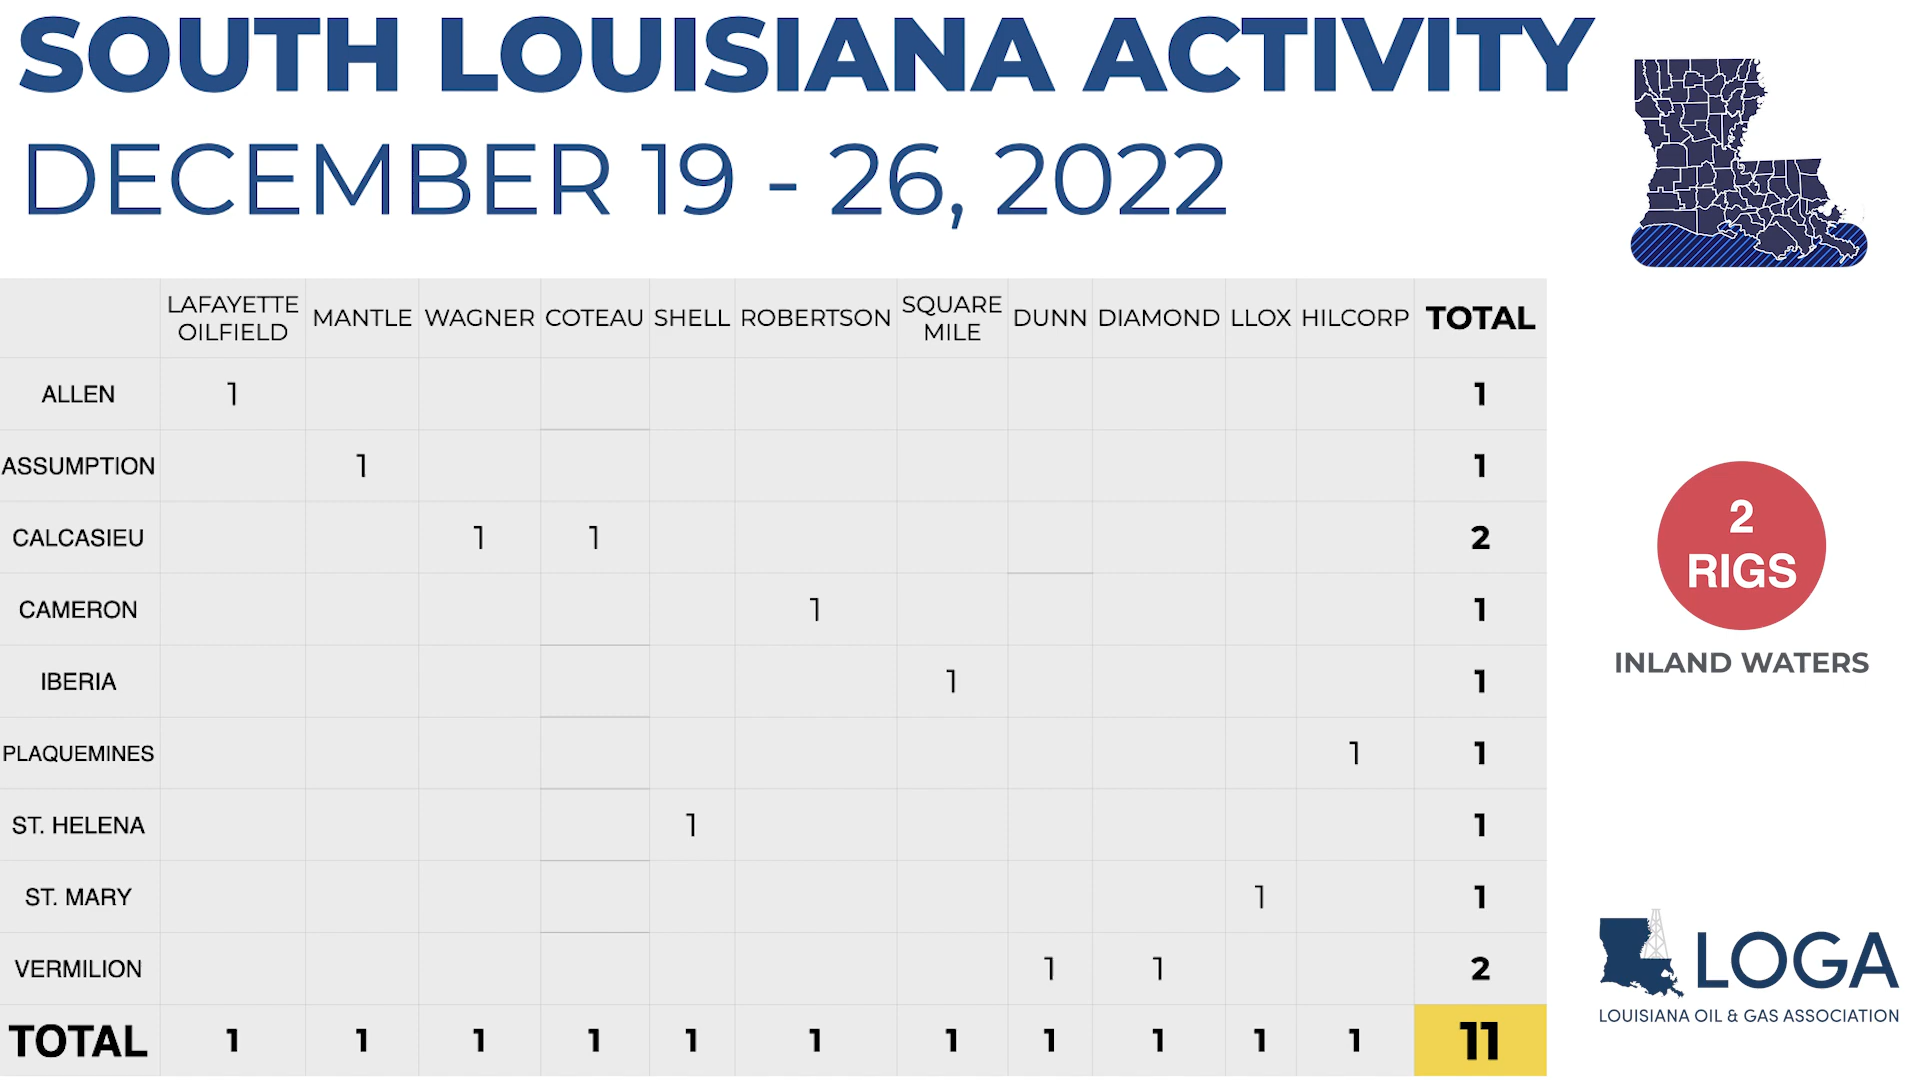 SOUTH LOUISIANA ACTIVITY
DECEMBER 19 - 26, 2022
LAFAYETTE OILFIELD MANTLE WAGNER COTEAU SHELL ROBERTSON SQUARE MILE DUNN DIAMOND LLOX HILCORP TOTAL
ALLEN 1 1
ASSUMPTION 1 1
CALCASIEU 1 1 2
CAMERON 1 1
IBERIA 1 1
PLAQUEMINES 1 1
ST. HELENA 1 1
ST. MARY 1 1
VERMILION 1 1 2
TOTAL 1 1 1 1 1 1 1 1 1 1 1 11
2
RIGS
INLAND WATERS
LOGA
LOUISIANA OIL & GAS ASSOCIATION